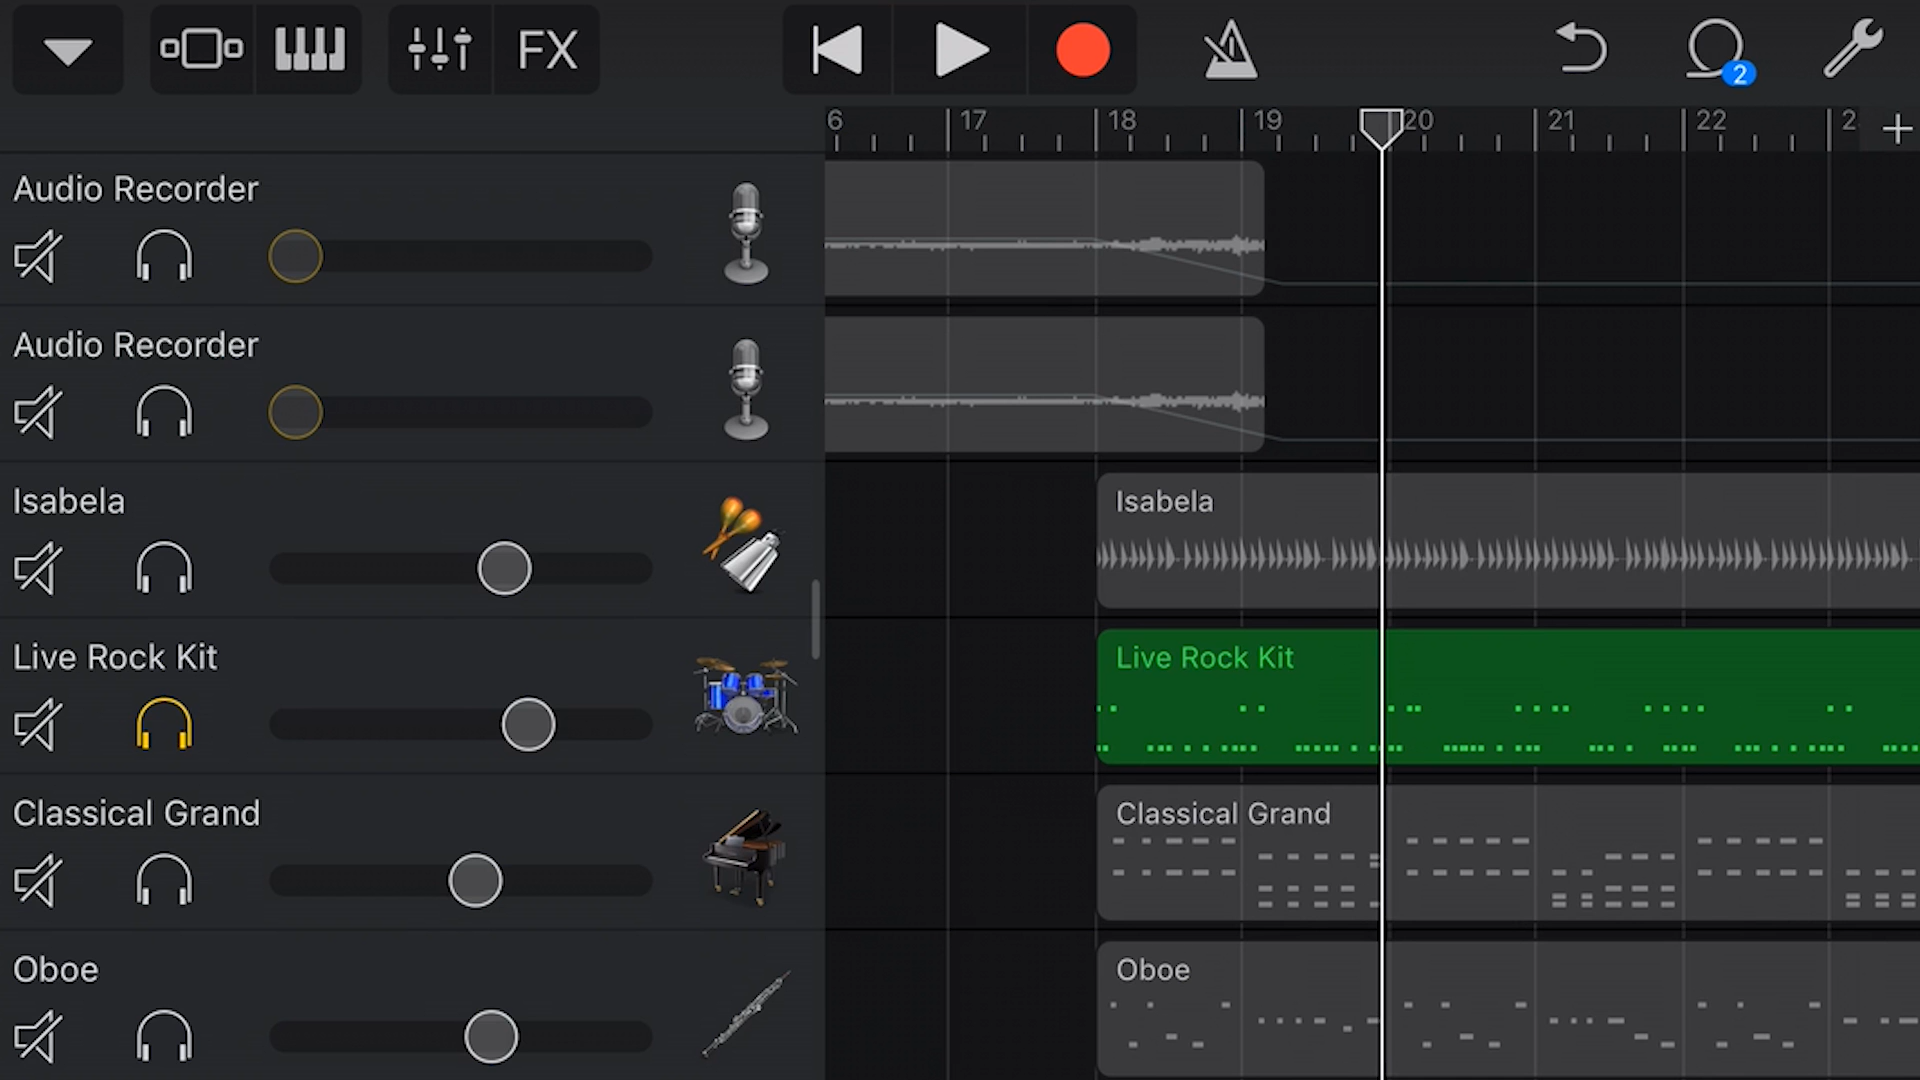 FX
2
6 17 18 19 20 21 22 2
Audio Recorder
Audio Recorder
Isabela
Isabela
Live Rock Kit
Live Rock Kit
Classical Grand
Classical Grand
Oboe
Oboe